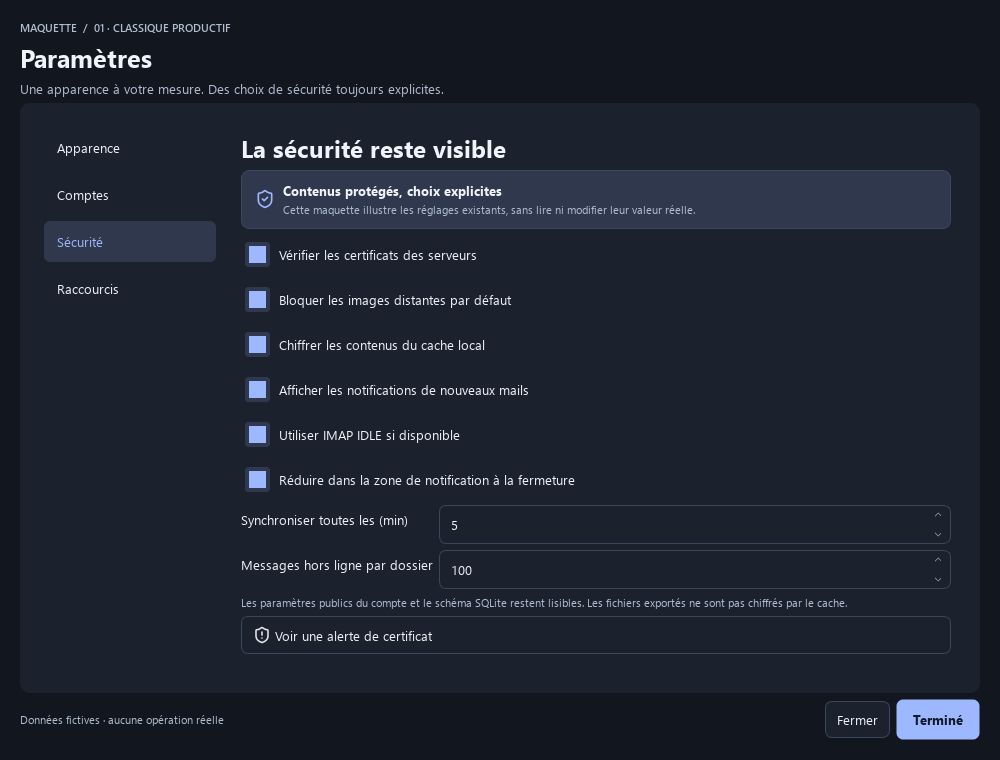 MAQUETTE / 01 · CLASSIQUE PRODUCTIF
Paramètres
Une apparence à votre mesure. Des choix de sécurité toujours explicites.
Apparence
Comptes
Sécurité
Raccourcis
La sécurité reste visible
Contenus protégés, choix explicites
Cette maquette illustre les réglages existants, sans lire ni modifier leur valeur réelle.
Vérifier les certificats des serveurs
Bloquer les images distantes par défaut
Chiffrer les contenus du cache local
Afficher les notifications de nouveaux mails
Utiliser IMAP IDLE si disponible
Réduire dans la zone de notification à la fermeture
Synchroniser toutes les (min) 5
Messages hors ligne par dossier 100
Les paramètres publics du compte et le schéma SQLite restent lisibles. Les fichiers exportés ne sont pas chiffrés par le cache.
Voir une alerte de certificat
Données fictives · aucune opération réelle
Fermer
Terminé